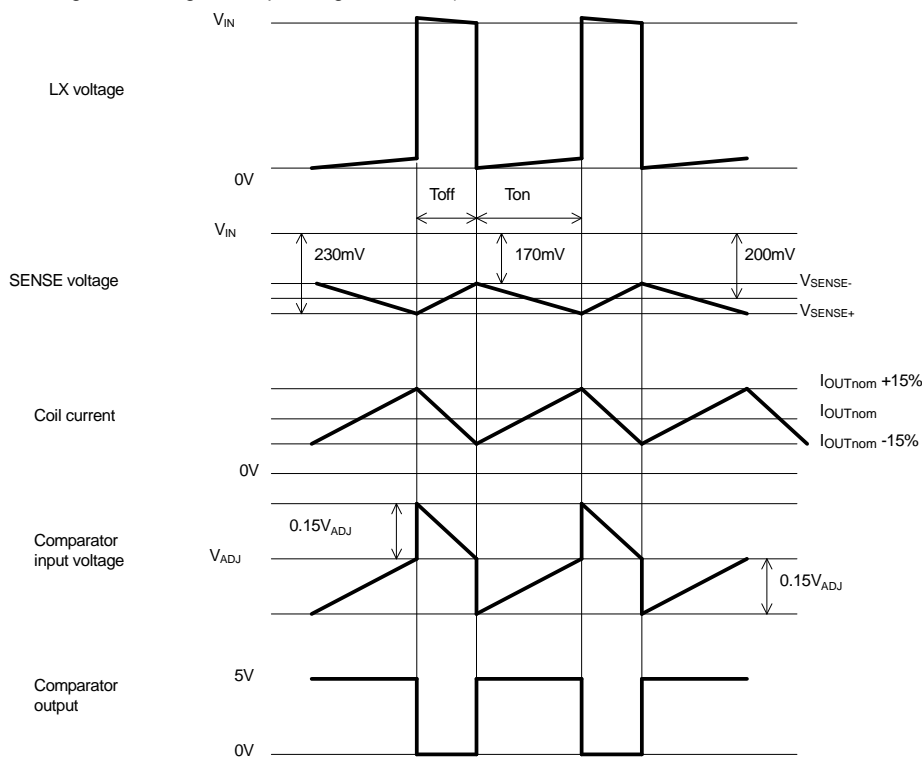 VIN
LX voltage
0V
Toff
Ton
VIN
230mV
170mV
200mV
SENSE voltage
VSENSE-
VSENSE+
IOUTnom +15%
Coil current
IOUTnom
IOUTnom -15%
0V
0.15VADJ
Comparator
input voltage
VADJ
0.15VADJ
5V
Comparator
output
0V